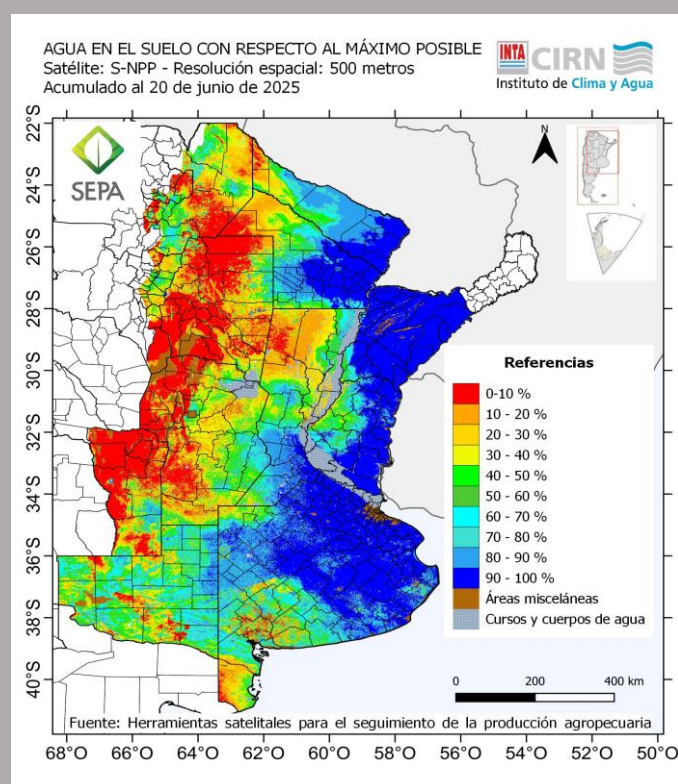 AGUA EN EL SUELO CON RESPECTO AL MÁXIMO POSIBLE
Satélite: S-NPP - Resolución espacial: 500 metros
Acumulado al 20 de junio de 2025
INTA CIRN
Instituto de Clima y Agua
SEPA
N
22°S
24°S
26°S
28°S
30°S
32°S
34°S
36°S
38°S
40°S
Referencias
0-10 %
10 - 20 %
20 - 30 %
30 - 40 %
40 - 50 %
50 - 60 %
60 - 70 %
70 - 80 %
80 - 90 %
90 - 100 %
Áreas misceláneas
Cursos y cuerpos de agua
0 200 400 km
Fuente: Herramientas satelitales para el seguimiento de la producción agropecuaria
68°O 66°O 64°O 62°O 60°O 58°O 56°O 54°O 52°O 50°O